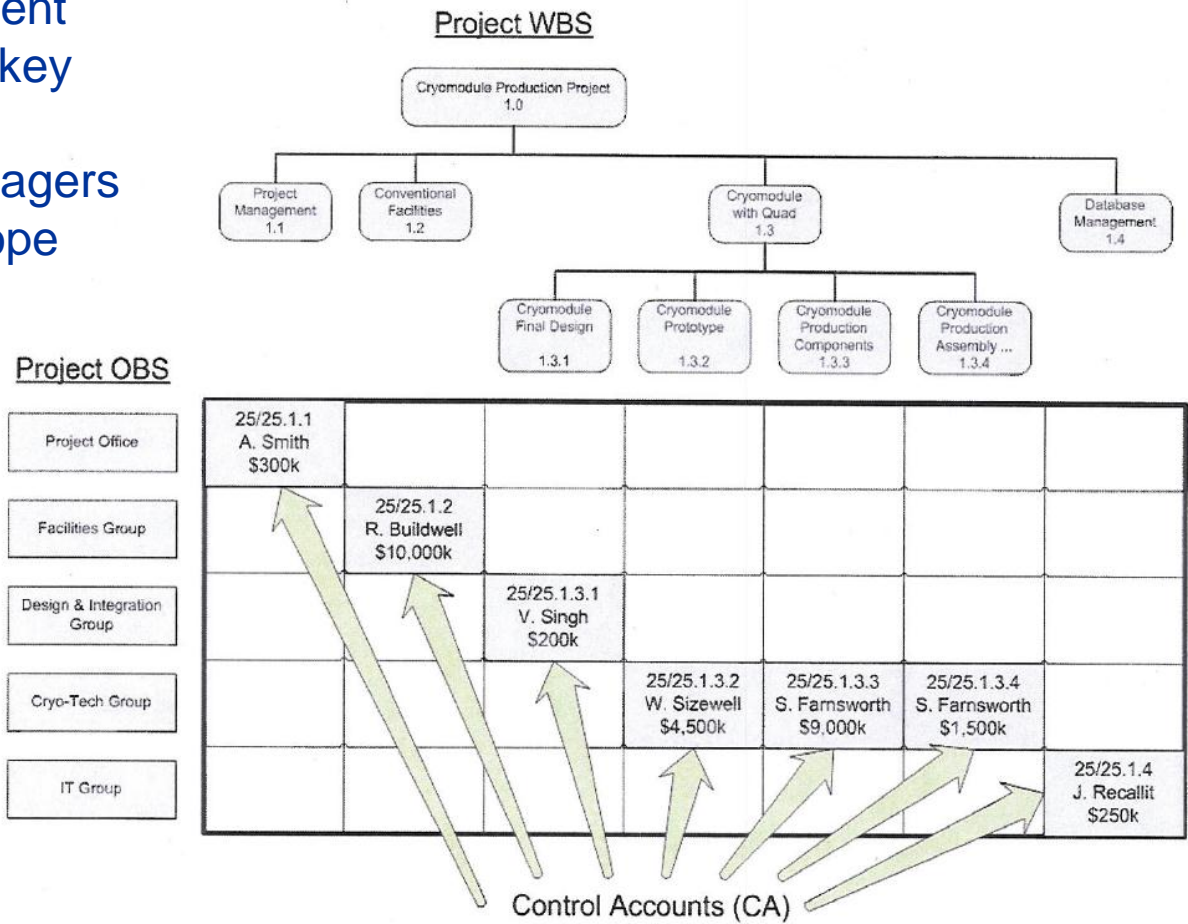 ent
key
agers
ope
Project WBS
Cryomodule Production Project
1.0
Project
Management
1.1
Conventional
Facilities
1.2
Cryomodule
with Quad
1.3
Database
Management
1.4
Cryomodule
Final Design
1.3.1
Cryomodule
Prototype
1.3.2
Cryomodule
Production
Components
1.3.3
Cryomodule
Production
Assembly ...
1.3.4
Project OBS
Project Office
25/25.1.1
A. Smith
$300k
Facilities Group
25/25.1.2
R. Buildwell
$10,000k
Design & Integration
Group
25/25.1.3.1
V. Singh
$200k
Cryo-Tech Group
25/25.1.3.2
W. Sizewell
$4,500k
25/25.1.3.3
S. Farnsworth
$9,000k
25/25.1.3.4
S. Farnsworth
$1,500k
IT Group
25/25.1.4
J. Recallit
$250k
Control Accounts (CA)